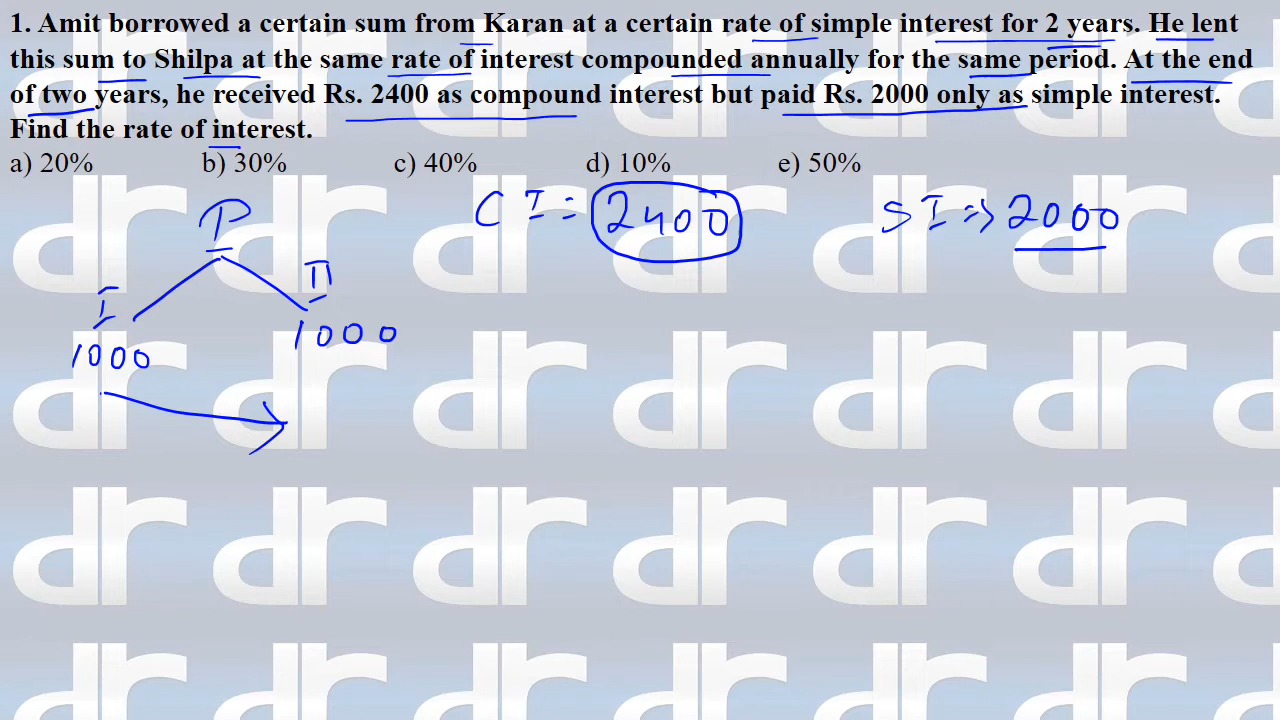 1. Amit borrowed a certain sum from Karan at a certain rate of simple interest for 2 years. He lent
this sum to Shilpa at the same rate of interest compounded annually for the same period. At the end
of two years, he received Rs. 2400 as compound interest but paid Rs. 2000 only as simple interest.
Find the rate of interest.
a) 20% b) 30% c) 40% d) 10% e) 50%
P CI = 2400 SI => 2000
I II
1000 1000